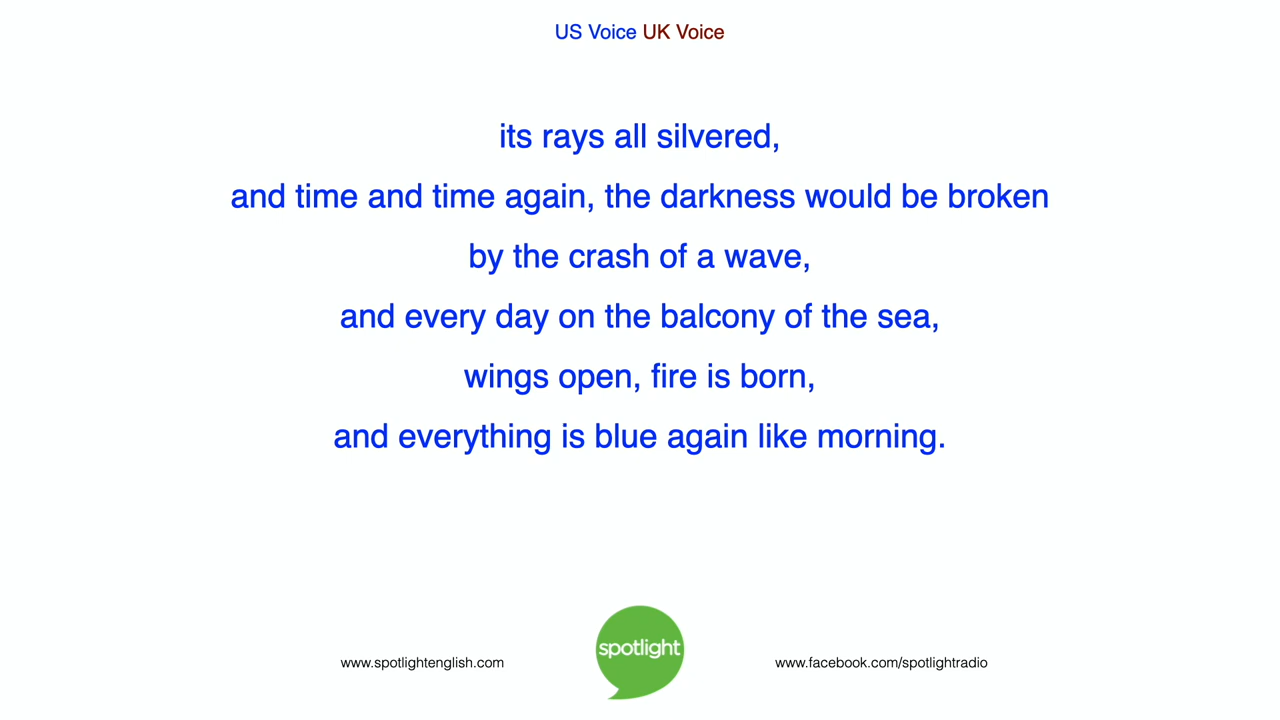 US Voice UK Voice
its rays all silvered,
and time and time again, the darkness would be broken
by the crash of a wave,
and every day on the balcony of the sea,
wings open, fire is born,
and everything is blue again like morning.
spotlight
www.spotlightenglish.com
www.facebook.com/spotlightradio